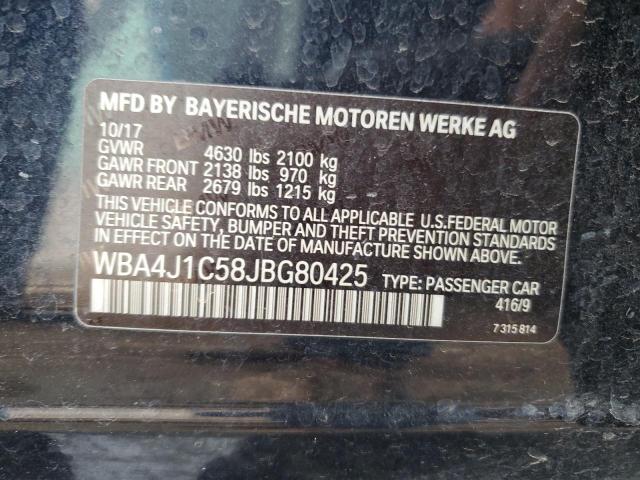 MFD BY BAYERISCHE MOTOREN WERKE AG
10/17
GVWR 4630 lbs 2100 kg
GAWR FRONT 2138 lbs 970 kg
GAWR REAR 2679 lbs 1215 kg
THIS VEHICLE CONFORMS TO ALL APPLICABLE U.S.FEDERAL MOTOR
VEHICLE SAFETY, BUMPER AND THEFT PREVENTION STANDARDS
IN EFFECT ON THE DATE OF MANUFACTURE SHOWN ABOVE.
WBA4J1C58JBG80425 TYPE: PASSENGER CAR
416/9
7 315 814